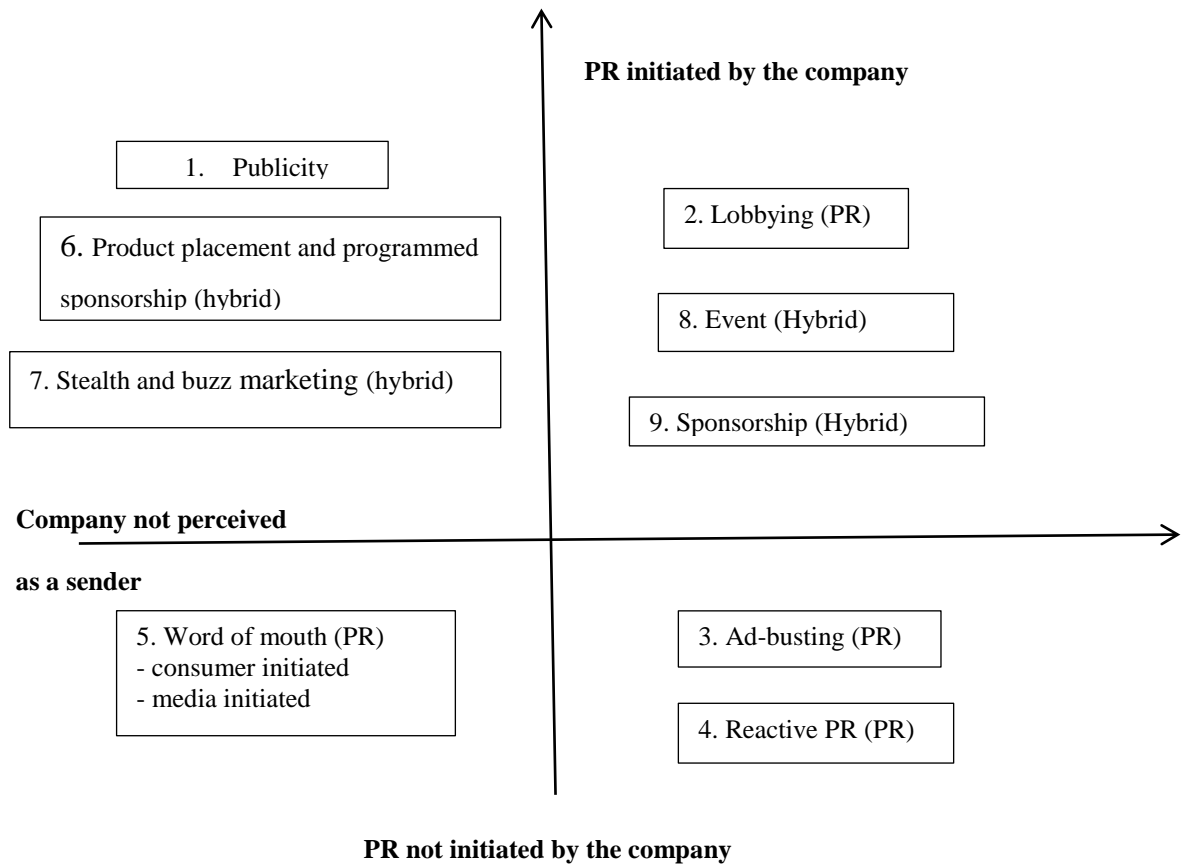 PR initiated by the company
1. Publicity
2. Lobbying (PR)
6. Product placement and programmed
sponsorship (hybrid)
8. Event (Hybrid)
7. Stealth and buzz marketing (hybrid)
9. Sponsorship (Hybrid)
Company not perceived
as a sender
5. Word of mouth (PR)
- consumer initiated
- media initiated
3. Ad-busting (PR)
4. Reactive PR (PR)
PR not initiated by the company